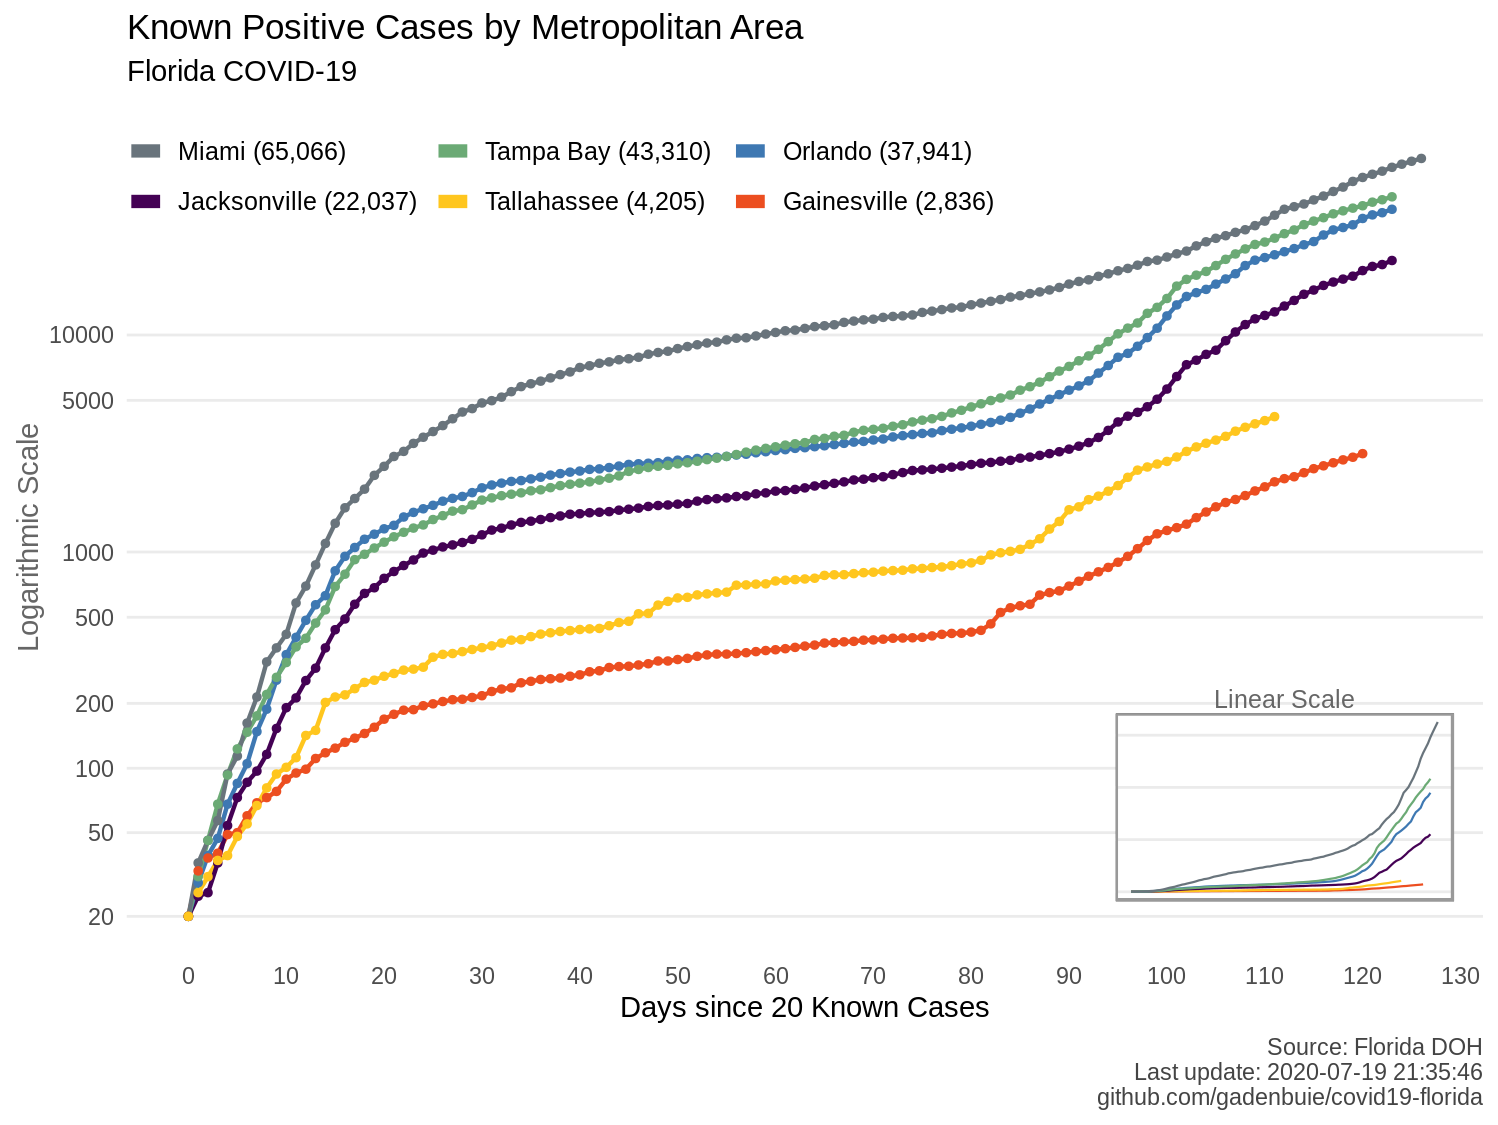 Known Positive Cases by Metropolitan Area
Florida COVID-19
Miami (65,066) Tampa Bay (43,310) Orlando (37,941)
Jacksonville (22,037) Tallahassee (4,205) Gainesville (2,836)
Logarithmic Scale
10000
5000
1000
500
200
100
50
20
Linear Scale
0 10 20 30 40 50 60 70 80 90 100 110 120 130
Days since 20 Known Cases
Source: Florida DOH
Last update: 2020-07-19 21:35:46
github.com/gadenbuie/covid19-florida